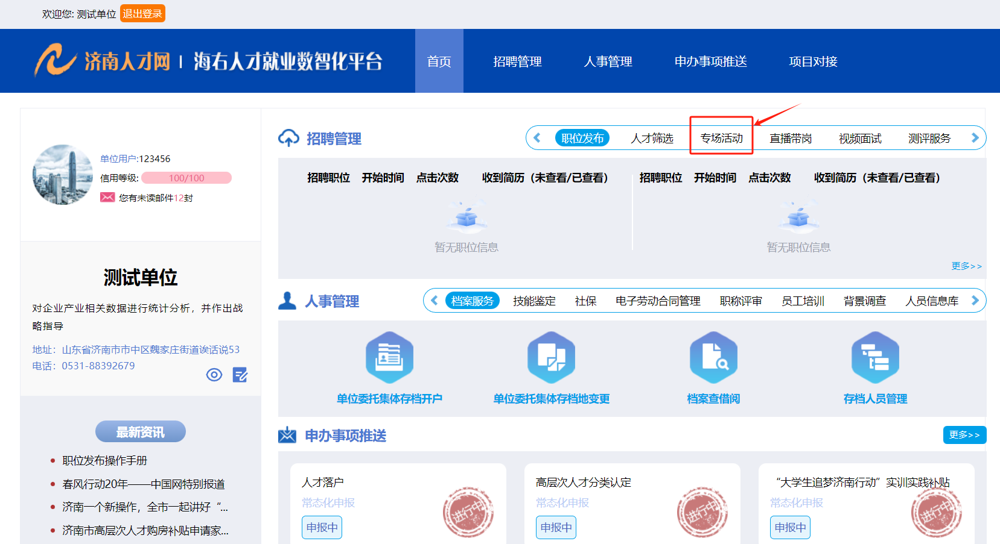 欢迎您: 测试单位 退出登录
济南人才网 | 海右人才就业数智化平台
首页 招聘管理 人事管理 申办事项推送 项目对接
单位用户:123456
信用等级: 100/100
您有未读邮件12封
测试单位
对企业产业相关数据进行统计分析，并作出战
略指导
地址：山东省济南市市中区魏家庄街道诶话说53
电话：0531-88392679
最新资讯
职位发布操作手册
春风行动20年——中国网特别报道
济南一个新操作，全市一起讲好“...
济南市高层次人才购房补贴申请家...
招聘管理
职位发布 人才筛选 专场活动 直播带岗 视频面试 测评服务
招聘职位 开始时间 点击次数 收到简历（未查看/已查看）
暂无职位信息
招聘职位 开始时间 点击次数 收到简历（未查看/已查看）
暂无职位信息
更多>>
人事管理
档案服务 技能鉴定 社保 电子劳动合同管理 职称评审 员工培训 背景调查 人员信息库
单位委托集体存档开户 单位委托集体存档地变更 档案查借阅 存档人员管理
申办事项推送
更多>>
人才落户
常态化申报
申报中
进行中
高层次人才分类认定
常态化申报
申报中
进行中
“大学生追梦济南行动”实训实践补贴
常态化申报
申报中
进行中